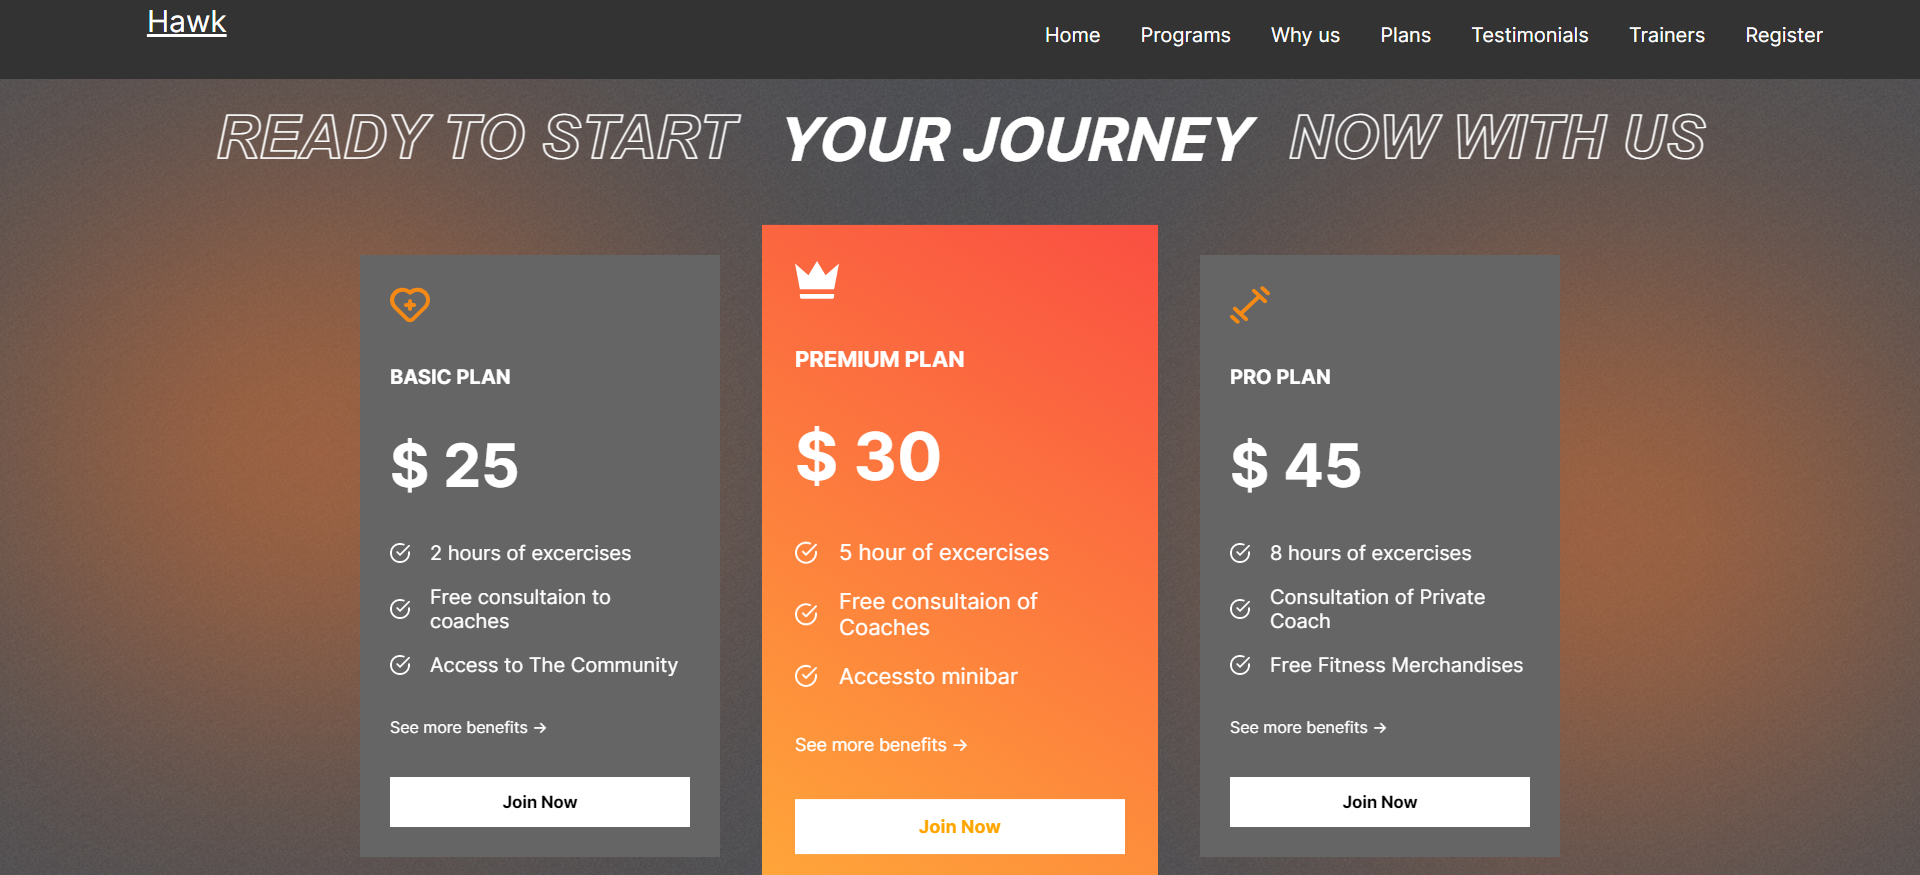 Hawk
Home Programs Why us Plans Testimonials Trainers Register
READY TO START YOUR JOURNEY NOW WITH US
BASIC PLAN
$ 25
2 hours of excercises
Free consultaion to
coaches
Access to The Community
See more benefits →
Join Now
PREMIUM PLAN
$ 30
5 hour of excercises
Free consultaion of
Coaches
Accessto minibar
See more benefits →
Join Now
PRO PLAN
$ 45
8 hours of excercises
Consultation of Private
Coach
Free Fitness Merchandises
See more benefits →
Join Now